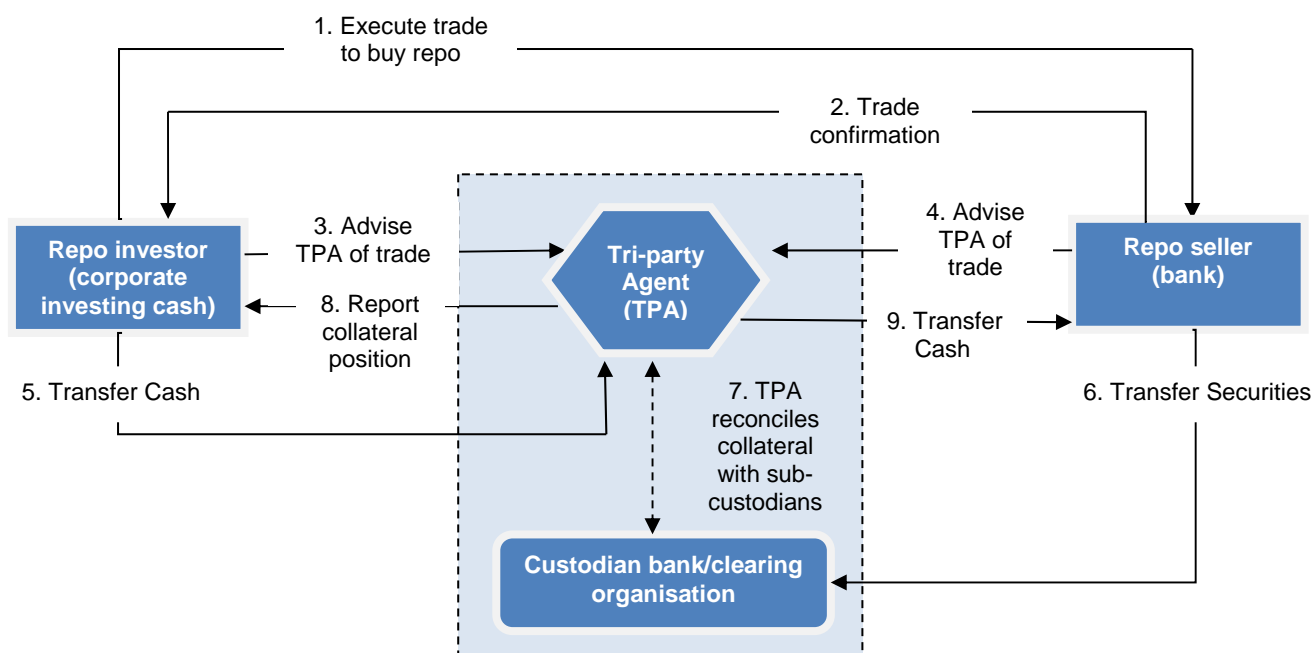 1. Execute trade
to buy repo
2. Trade
confirmation
Repo investor
(corporate
investing cash)
3. Advise
TPA of trade
Tri-party
Agent
(TPA)
4. Advise
TPA of
trade
Repo seller
(bank)
8. Report
collateral
position
9. Transfer
Cash
5. Transfer Cash
7. TPA
reconciles
collateral
with sub-
custodians
6. Transfer Securities
Custodian bank/clearing
organisation